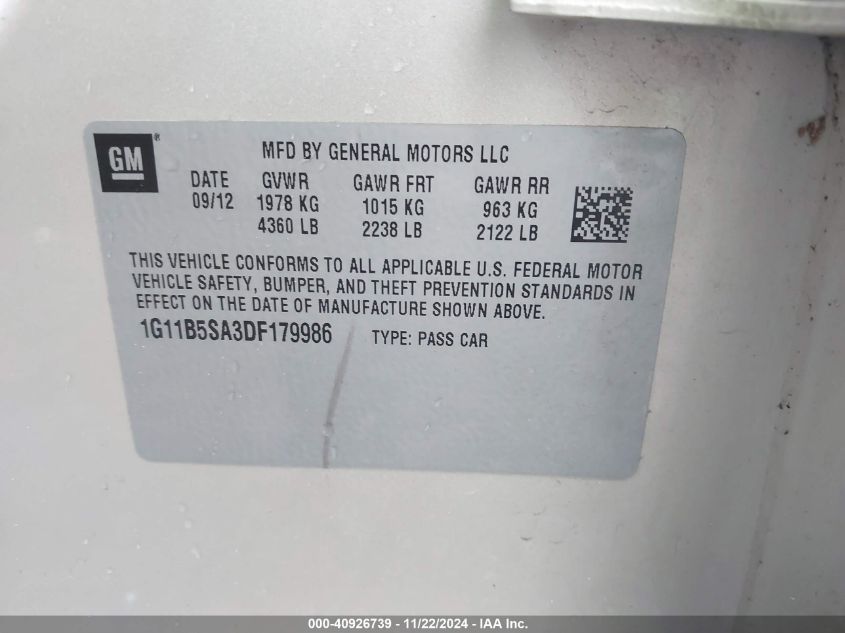 GM ®
MFD BY GENERAL MOTORS LLC
DATE GVWR GAWR FRT GAWR RR
09/12 1978 KG 1015 KG 963 KG
4360 LB 2238 LB 2122 LB
THIS VEHICLE CONFORMS TO ALL APPLICABLE U.S. FEDERAL MOTOR
VEHICLE SAFETY, BUMPER, AND THEFT PREVENTION STANDARDS IN
EFFECT ON THE DATE OF MANUFACTURE SHOWN ABOVE.
1G11B5SA3DF179986 TYPE: PASS CAR
000-40926739 - 11/22/2024 - IAA, Inc.